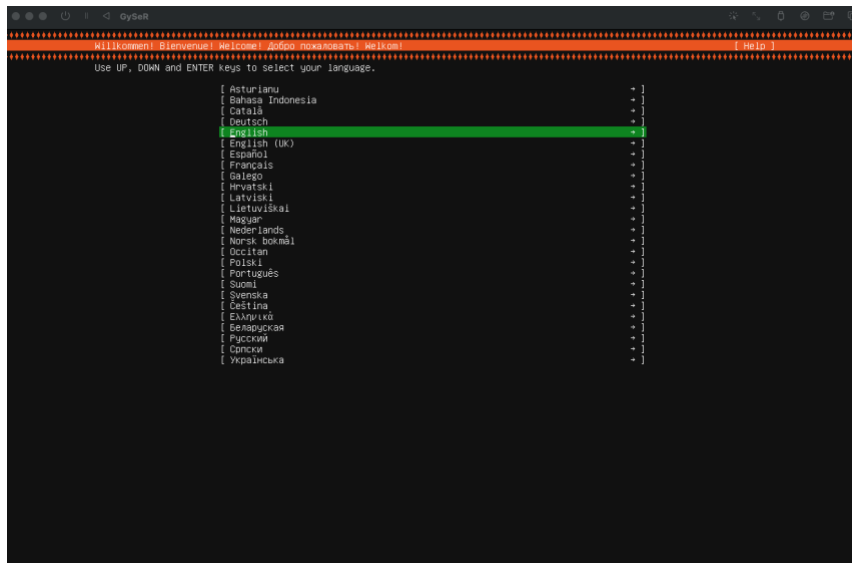 GySeR
Willkommen! Bienvenue! Welcome! Добро пожаловать! Welkom! [ Help ]
Use UP, DOWN and ENTER keys to select your language.
[ Asturianu ]
[ Bahasa Indonesia ]
[ Català ]
[ Deutsch ]
[ English ]
[ English (UK) ]
[ Español ]
[ Français ]
[ Galego ]
[ Hrvatski ]
[ Latviski ]
[ Lietuviškai ]
[ Magyar ]
[ Nederlands ]
[ Norsk bokmål ]
[ Occitan ]
[ Polski ]
[ Português ]
[ Suomi ]
[ Svenska ]
[ Čeština ]
[ Ελληνικά ]
[ Беларуская ]
[ Русский ]
[ Српски ]
[ Українська ]